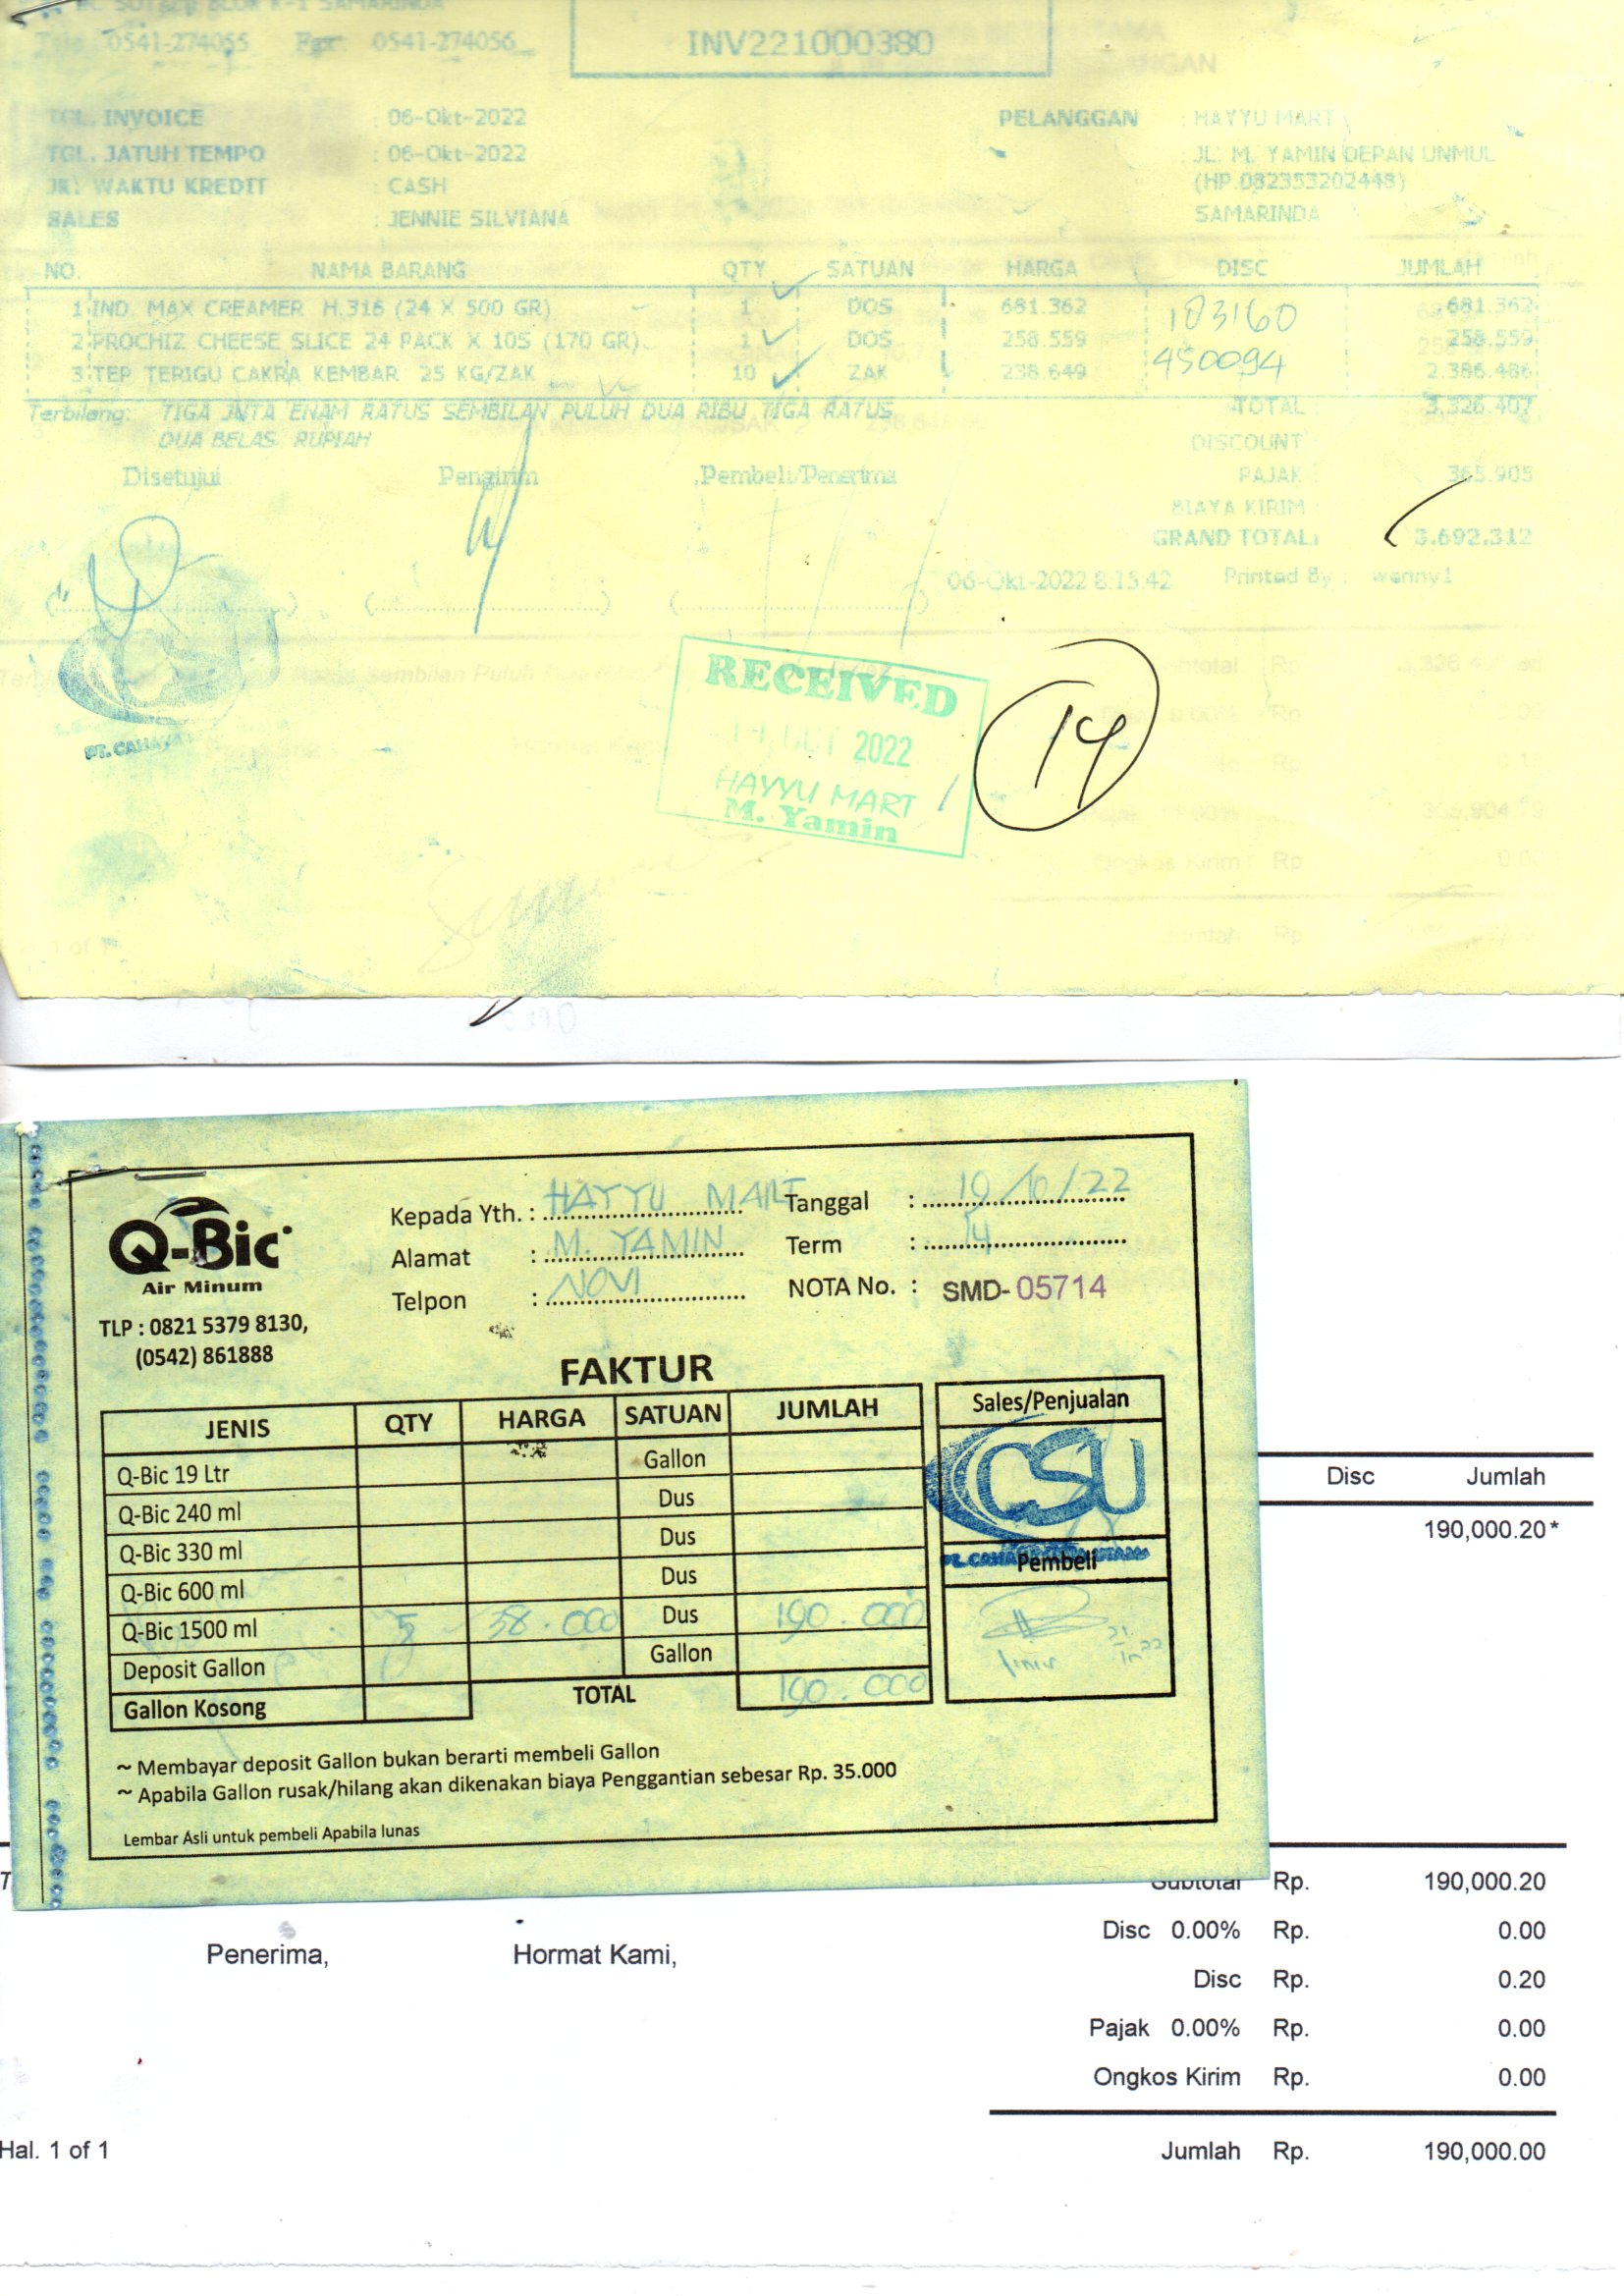 Telp. 0541-274055 Fax 0541-274056
INV221000380
TGL. INVOICE : 06-Okt-2022 PELANGGAN : HAYYU MART
TGL. JATUH TEMPO : 06-Okt-2022 : JL. M. YAMIN DEPAN UNMUL
JK. WAKTU KREDIT : CASH (HP.082353202448)
SALES : JENNIE SILVIANA SAMARINDA
NO. NAMA BARANG QTY SATUAN HARGA DISC JUMLAH
1 IND. MAX CREAMER H.316 (24 X 500 GR) 1 DOS 681.362 183160 681.362
2 PROCHIZ CHEESE SLICE 24 PACK X 10S (170 GR) 1 DOS 258.559 258.559
3 TEP TERIGU CAKRA KEMBAR 25 KG/ZAK 10 ZAK 238.649 450094 2.386.486
Terbilang: TIGA JUTA ENAM RATUS SEMBILAN PULUH DUA RIBU TIGA RATUS TOTAL 3.326.407
DUA BELAS RUPIAH DISCOUNT
Disetujui Pengirim Pembeli/Penerima PAJAK : 365.905
BIAYA KIRIM :
GRAND TOTAL: 3.692.312
06-Okt-2022 8:15:42 Printed By : wenny1
RECEIVED
OCT 2022
HAYYU MART
M. Yamin
14
PT. CAHAYA
Q-Bic
Air Minum
TLP : 0821 5379 8130,
(0542) 861888
Kepada Yth. : HAYYU MART Tanggal : 19/10/22
Alamat : M. YAMIN Term : 14
Telpon : NOVI NOTA No. : SMD- 05714
FAKTUR
JENIS QTY HARGA SATUAN JUMLAH Sales/Penjualan
Q-Bic 19 Ltr Gallon
CSU
Q-Bic 240 ml Dus
Q-Bic 330 ml Dus
Q-Bic 600 ml Dus
Pembeli
Q-Bic 1500 ml 5 38.000 Dus 190.000
Deposit Gallon Gallon
Gallon Kosong TOTAL 190.000
~ Membayar deposit Gallon bukan berarti membeli Gallon
~ Apabila Gallon rusak/hilang akan dikenakan biaya Penggantian sebesar Rp. 35.000
Lembar Asli untuk pembeli Apabila lunas
Disc Jumlah
190,000.20*
Subtotal Rp. 190,000.20
Disc 0.00% Rp. 0.00
Penerima, Hormat Kami,
Disc Rp. 0.20
Pajak 0.00% Rp. 0.00
Ongkos Kirim Rp. 0.00
Hal. 1 of 1 Jumlah Rp. 190,000.00